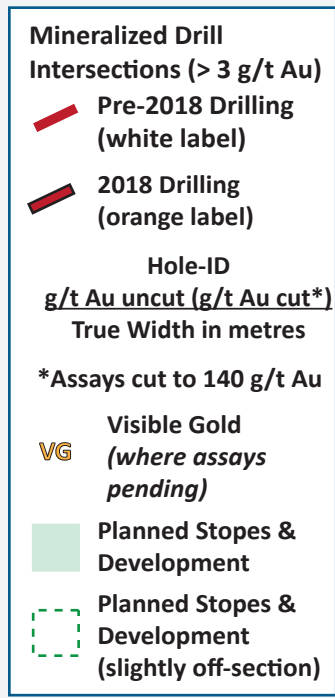 Mineralized Drill
Intersections (> 3 g/t Au)
Pre-2018 Drilling
(white label)
2018 Drilling
(orange label)
Hole-ID
g/t Au uncut (g/t Au cut*)
True Width in metres
*Assays cut to 140 g/t Au
VG Visible Gold
(where assays
pending)
Planned Stopes &
Development
Planned Stopes &
Development
(slightly off-section)